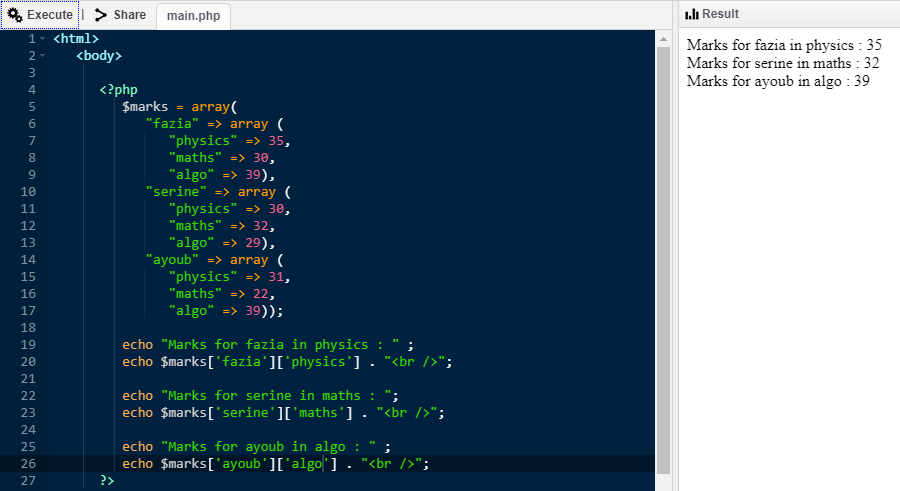 Execute | Share main.php
Result
1 <html>
2 <body>
3
4 <?php
5 $marks = array(
6 "fazia" => array (
7 "physics" => 35,
8 "maths" => 30,
9 "algo" => 39),
10 "serine" => array (
11 "physics" => 30,
12 "maths" => 32,
13 "algo" => 29),
14 "ayoub" => array (
15 "physics" => 31,
16 "maths" => 22,
17 "algo" => 39));
18
19 echo "Marks for fazia in physics : " ;
20 echo $marks['fazia']['physics'] . "<br />";
21
22 echo "Marks for serine in maths : ";
23 echo $marks['serine']['maths'] . "<br />";
24
25 echo "Marks for ayoub in algo : " ;
26 echo $marks['ayoub']['algo'] . "<br />";
27 ?>
Marks for fazia in physics : 35
Marks for serine in maths : 32
Marks for ayoub in algo : 39